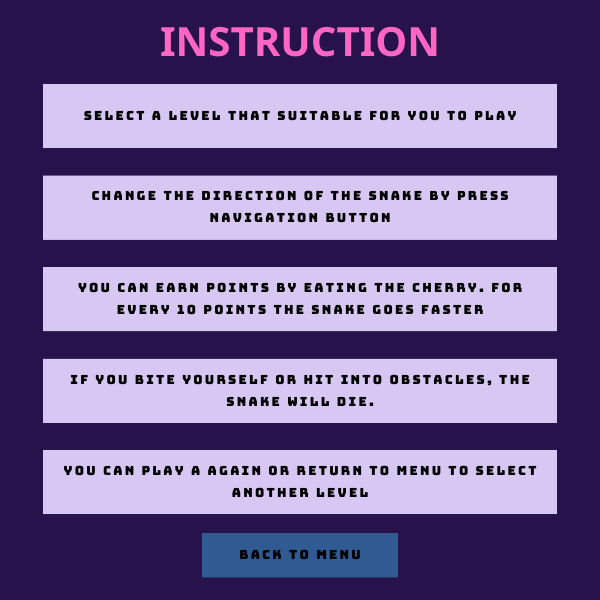 INSTRUCTION
SELECT A LEVEL THAT SUITABLE FOR YOU TO PLAY
CHANGE THE DIRECTION OF THE SNAKE BY PRESS
NAVIGATION BUTTON
YOU CAN EARN POINTS BY EATING THE CHERRY. FOR
EVERY 10 POINTS THE SNAKE GOES FASTER
IF YOU BITE YOURSELF OR HIT INTO OBSTACLES, THE
SNAKE WILL DIE.
YOU CAN PLAY A AGAIN OR RETURN TO MENU TO SELECT
ANOTHER LEVEL
BACK TO MENU